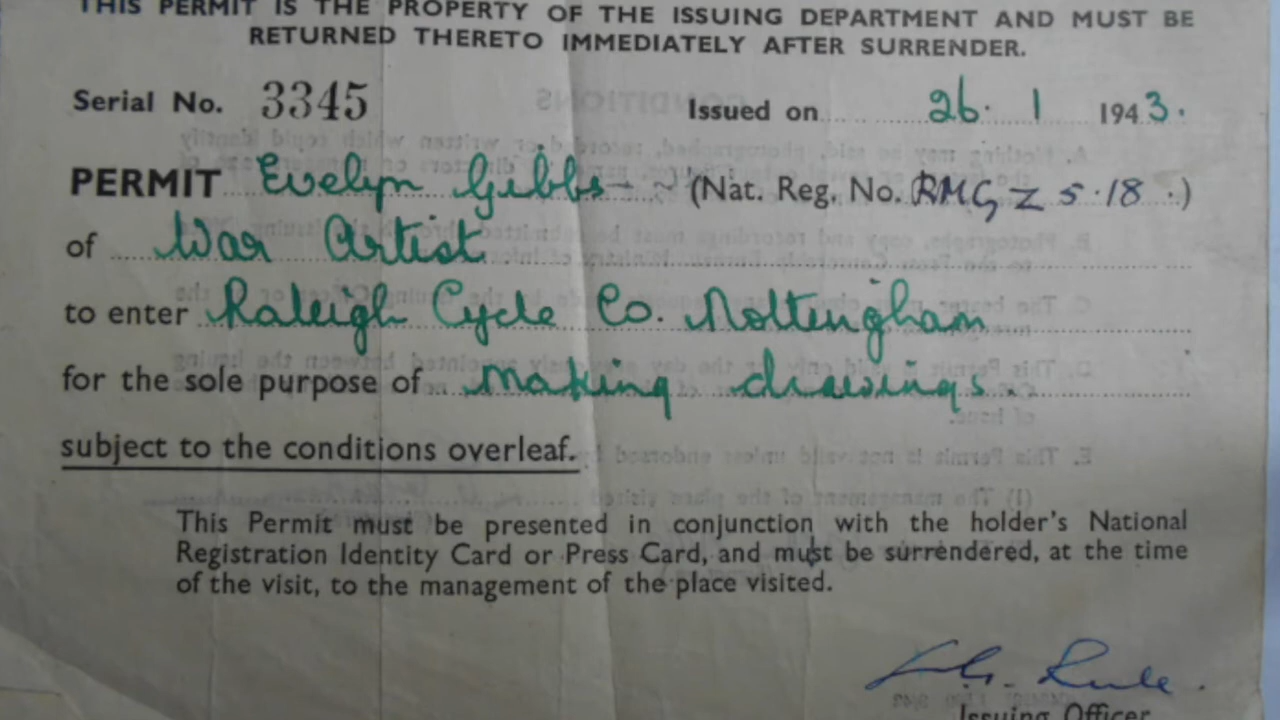 THIS PERMIT IS THE PROPERTY OF THE ISSUING DEPARTMENT AND MUST BE
RETURNED THERETO IMMEDIATELY AFTER SURRENDER.
Serial No. 3345 Issued on 26. 1 1943.
PERMIT Evelyn Gibbs (Nat. Reg. No. RMG Z 5.18.)
of War Artist
to enter Raleigh Cycle Co. Nottingham
for the sole purpose of making drawings.
subject to the conditions overleaf.
This Permit must be presented in conjunction with the holder's National
Registration Identity Card or Press Card, and must be surrendered, at the time
of the visit, to the management of the place visited.
Rule.
Issuing Officer